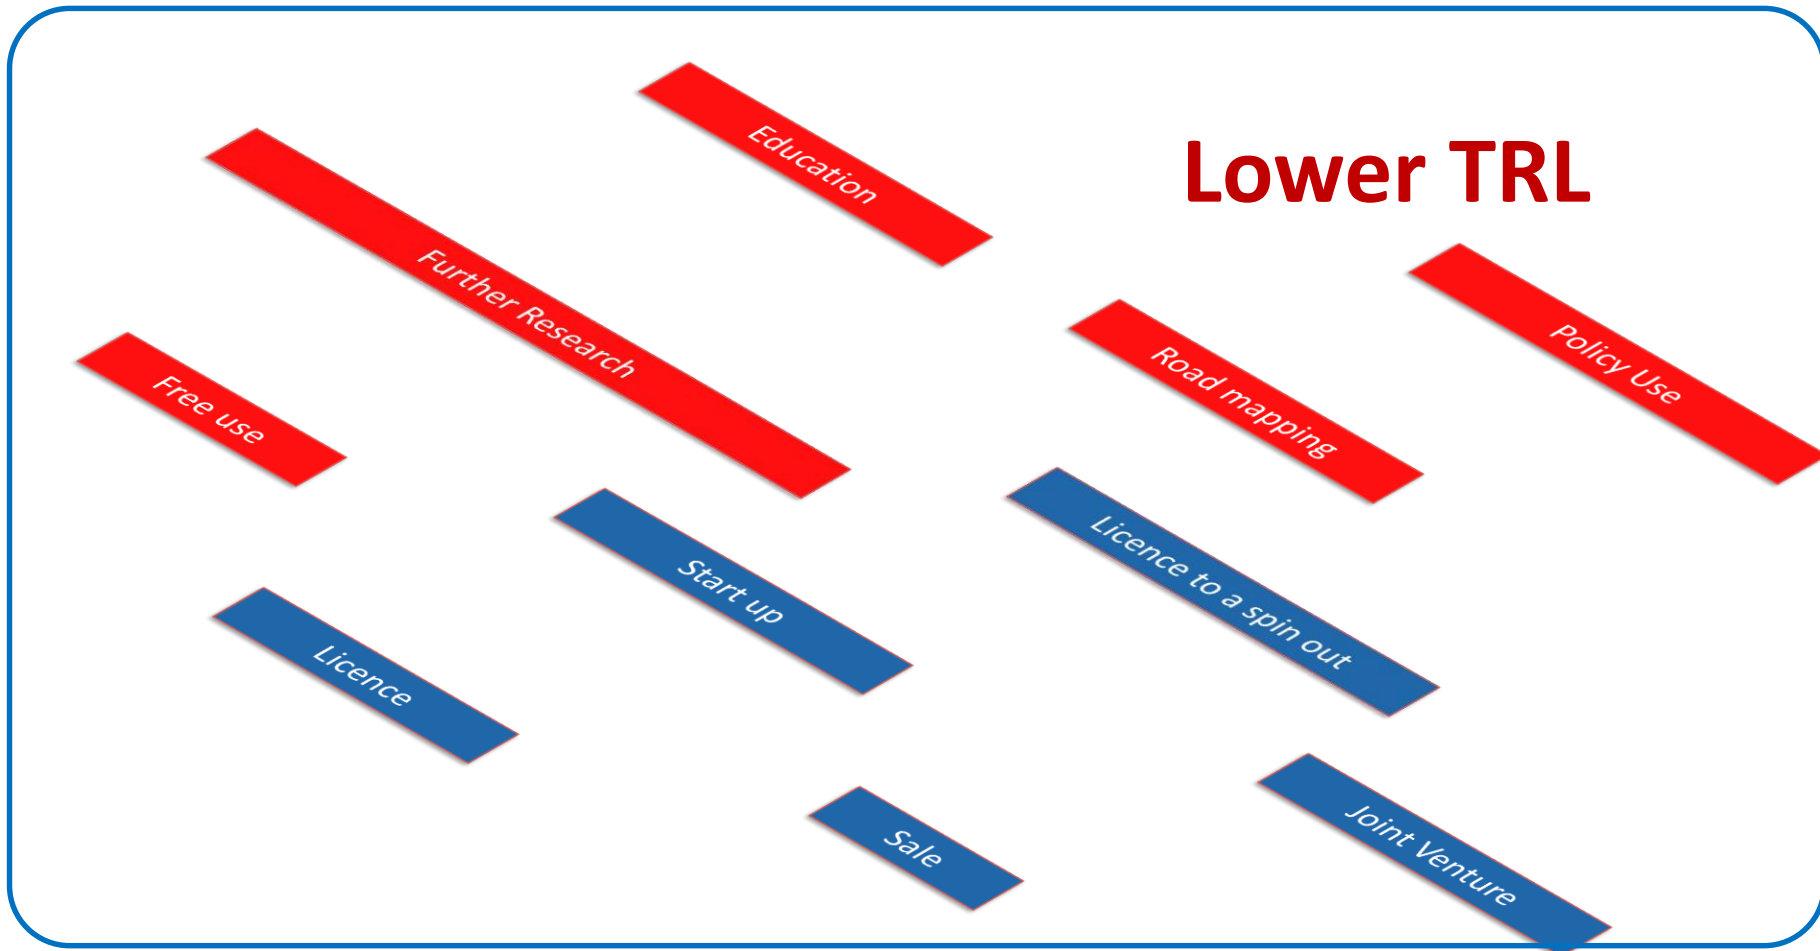 Education
Lower TRL
Further Research
Policy Use
Road mapping
Free use
Licence to a spin out
Start up
Licence
Sale
Joint Venture